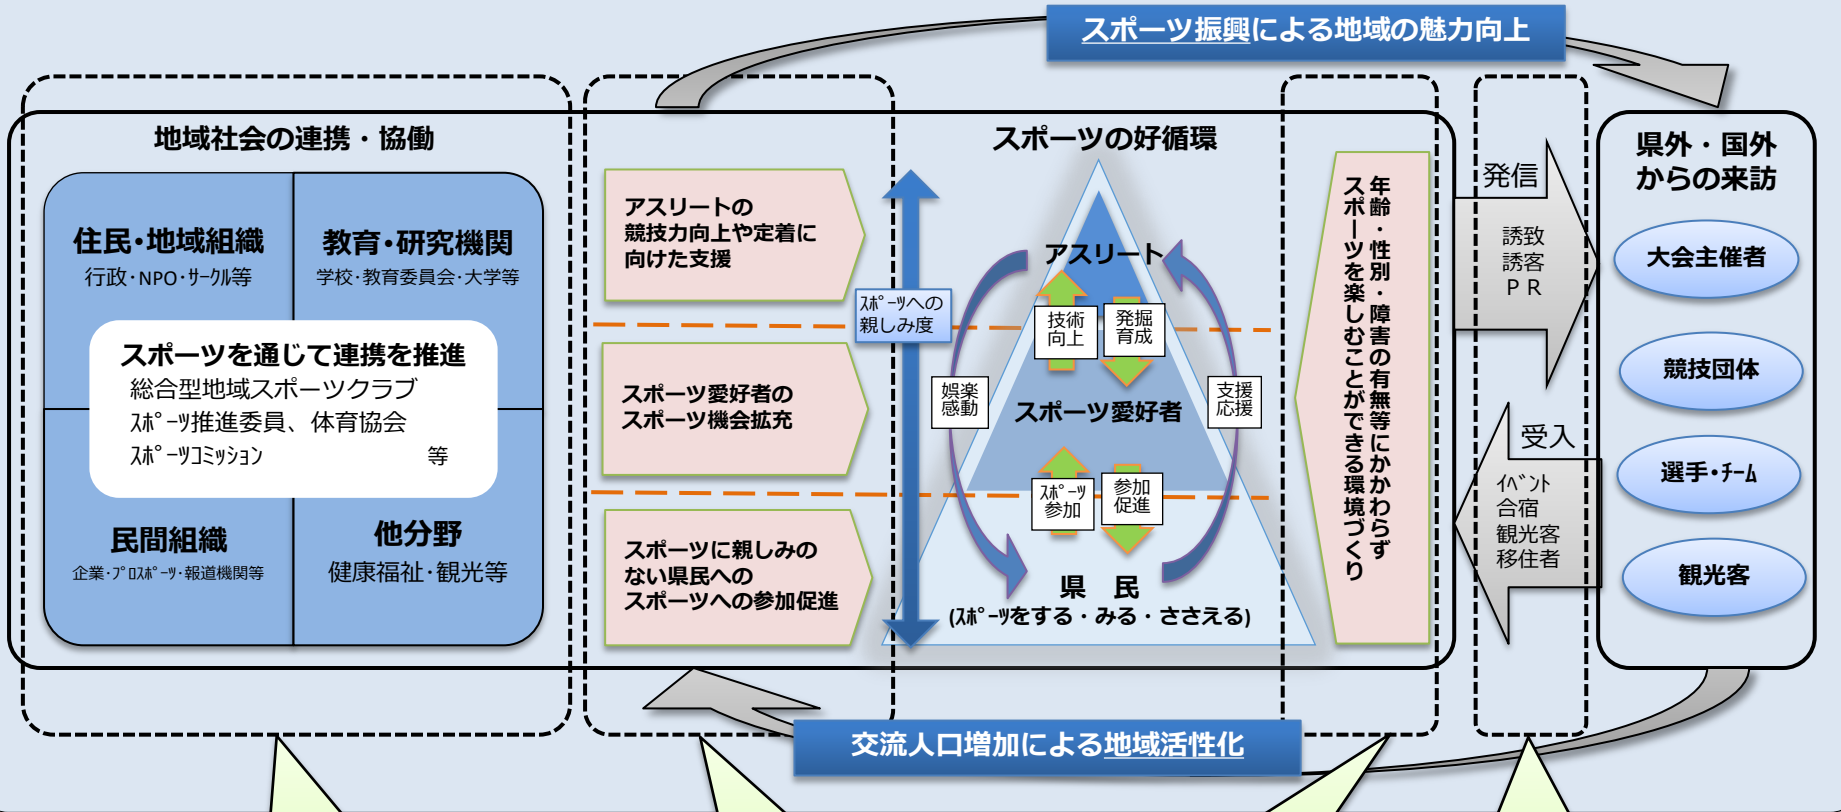 スポーツ振興による地域の魅力向上
地域社会の連携・協働
住民・地域組織
行政・NPO・ｻｰｸﾙ等
教育・研究機関
学校・教育委員会・大学等
スポーツを通じて連携を推進
総合型地域スポーツクラブ
ｽﾎﾟｰﾂ推進委員、体育協会
ｽﾎﾟｰﾂｺﾐｯｼｮﾝ 等
民間組織
企業・ﾌﾟﾛｽﾎﾟｰﾂ・報道機関等
他分野
健康福祉・観光等
アスリートの
競技力向上や定着に
向けた支援
スポーツ愛好者の
スポーツ機会拡充
スポーツに親しみの
ない県民への
スポーツへの参加促進
ｽﾎﾟｰﾂへの
親しみ度
スポーツの好循環
アスリート
技術
向上
発掘
育成
娯楽
感動
支援
応援
スポーツ愛好者
ｽﾎﾟｰﾂ
参加
参加
促進
県　民
(ｽﾎﾟｰﾂをする・みる・ささえる)
年齢・性別・障害の有無等にかかわらず
スポーツを楽しむことができる環境づくり
発信
誘致
誘客
ＰＲ
受入
ｲﾍﾞﾝﾄ
合宿
観光客
移住者
県外・国外
からの来訪
大会主催者
競技団体
選手・ﾁｰﾑ
観光客
交流人口増加による地域活性化